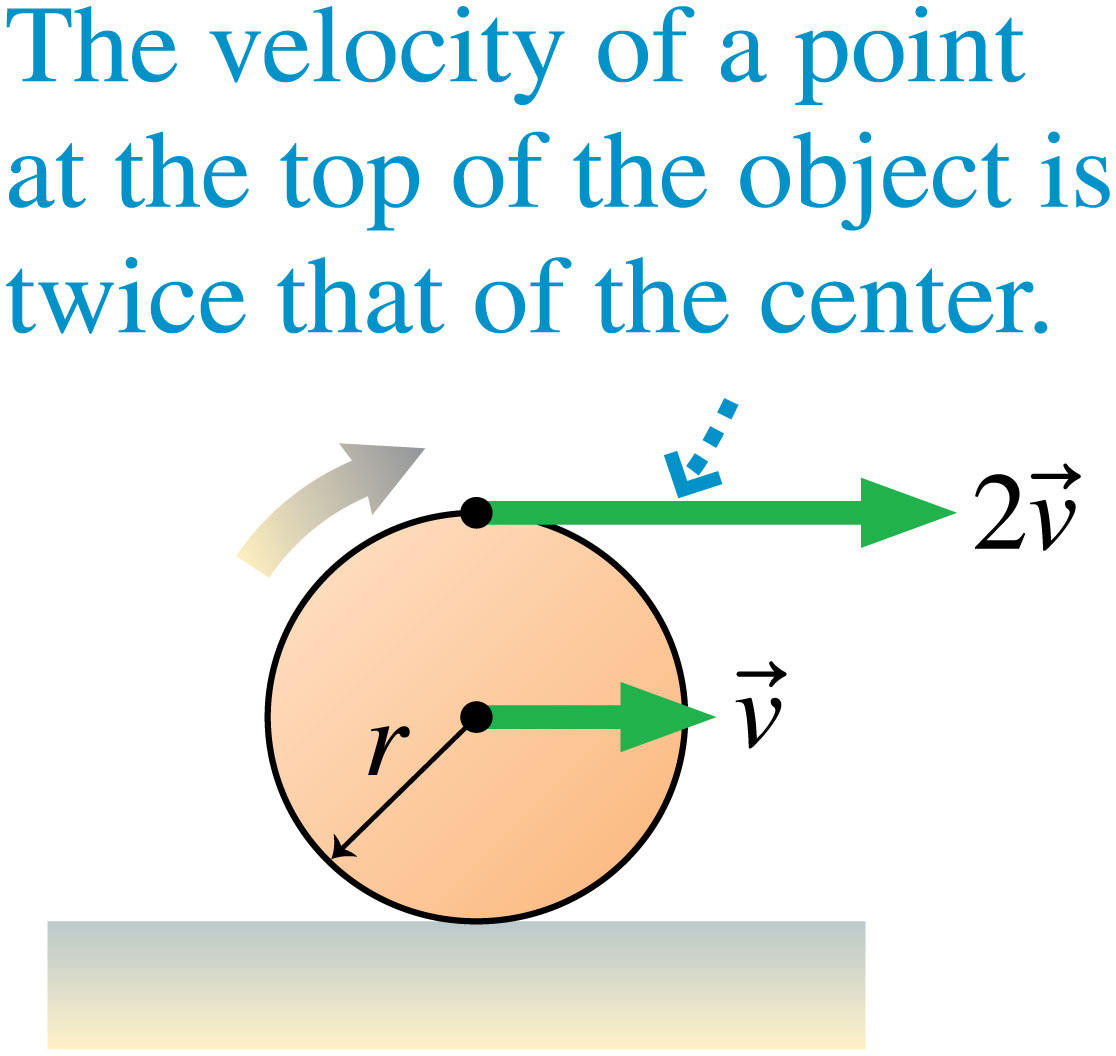 The velocity of a point
at the top of the object is
twice that of the center.
2v⃗
v⃗
r